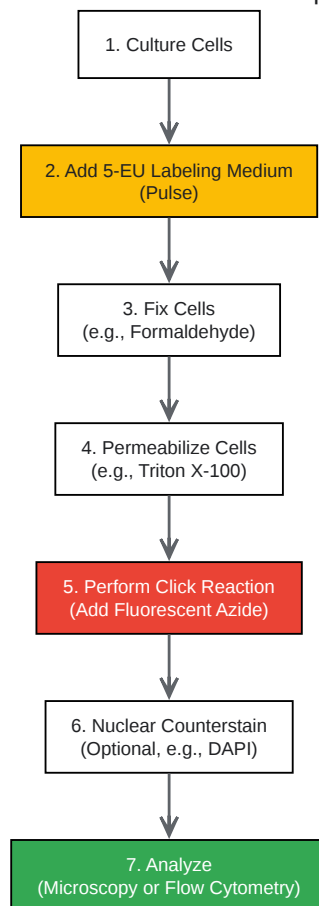 1. Culture Cells
2. Add 5-EU Labeling Medium
(Pulse)
3. Fix Cells
(e.g., Formaldehyde)
4. Permeabilize Cells
(e.g., Triton X-100)
5. Perform Click Reaction
(Add Fluorescent Azide)
6. Nuclear Counterstain
(Optional, e.g., DAPI)
7. Analyze
(Microscopy or Flow Cytometry)